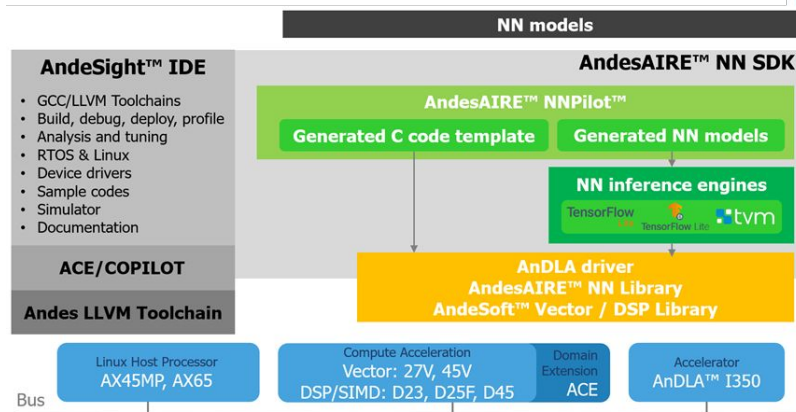 NN models
AndeSight™ IDE
• GCC/LLVM Toolchains
• Build, debug, deploy, profile
• Analysis and tuning
• RTOS & Linux
• Device drivers
• Sample codes
• Simulator
• Documentation
ACE/COPILOT
Andes LLVM Toolchain
AndesAIRE™ NN SDK
AndesAIRE™ NNPilot™
Generated C code template
Generated NN models
NN inference engines
TensorFlow
TensorFlow Lite
tvm
AnDLA driver
AndesAIRE™ NN Library
AndeSoft™ Vector / DSP Library
Linux Host Processor
AX45MP, AX65
Compute Acceleration
Vector: 27V, 45V
DSP/SIMD: D23, D25F, D45
Domain
Extension
ACE
Accelerator
AnDLA™ I350
Bus